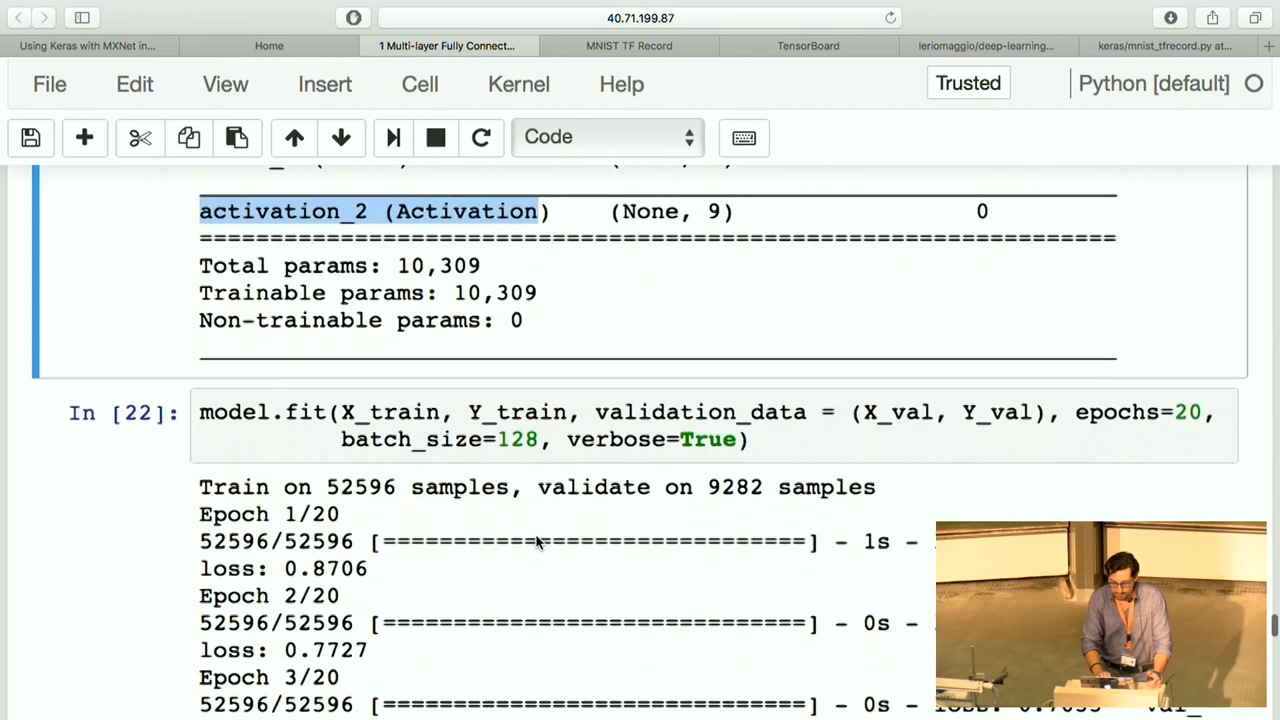 40.71.199.87
Using Keras with MXNet in... Home 1 Multi-layer Fully Connect... MNIST TF Record TensorBoard leriomaggio/deep-learning... keras/mnist_tfrecord.py at...
File Edit View Insert Cell Kernel Help Trusted Python [default]
Code
activation_2 (Activation) (None, 9) 0
=================================================================
Total params: 10,309
Trainable params: 10,309
Non-trainable params: 0
In [22]: model.fit(X_train, Y_train, validation_data = (X_val, Y_val), epochs=20,
batch_size=128, verbose=True)
Train on 52596 samples, validate on 9282 samples
Epoch 1/20
52596/52596 [==============================] - 1s -
loss: 0.8706
Epoch 2/20
52596/52596 [==============================] - 0s -
loss: 0.7727
Epoch 3/20
52596/52596 [==============================] - 0s -